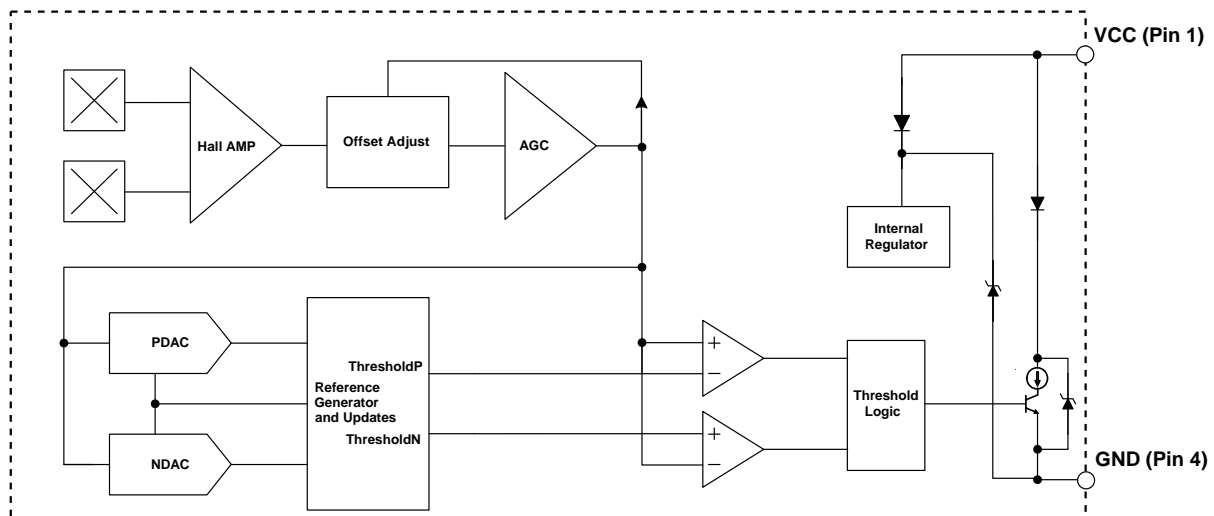 VCC (Pin 1)
Hall AMP
Offset Adjust
AGC
Internal
Regulator
PDAC
ThresholdP
Reference
Generator
and Updates
ThresholdN
NDAC
+
−
+
−
Threshold
Logic
GND (Pin 4)